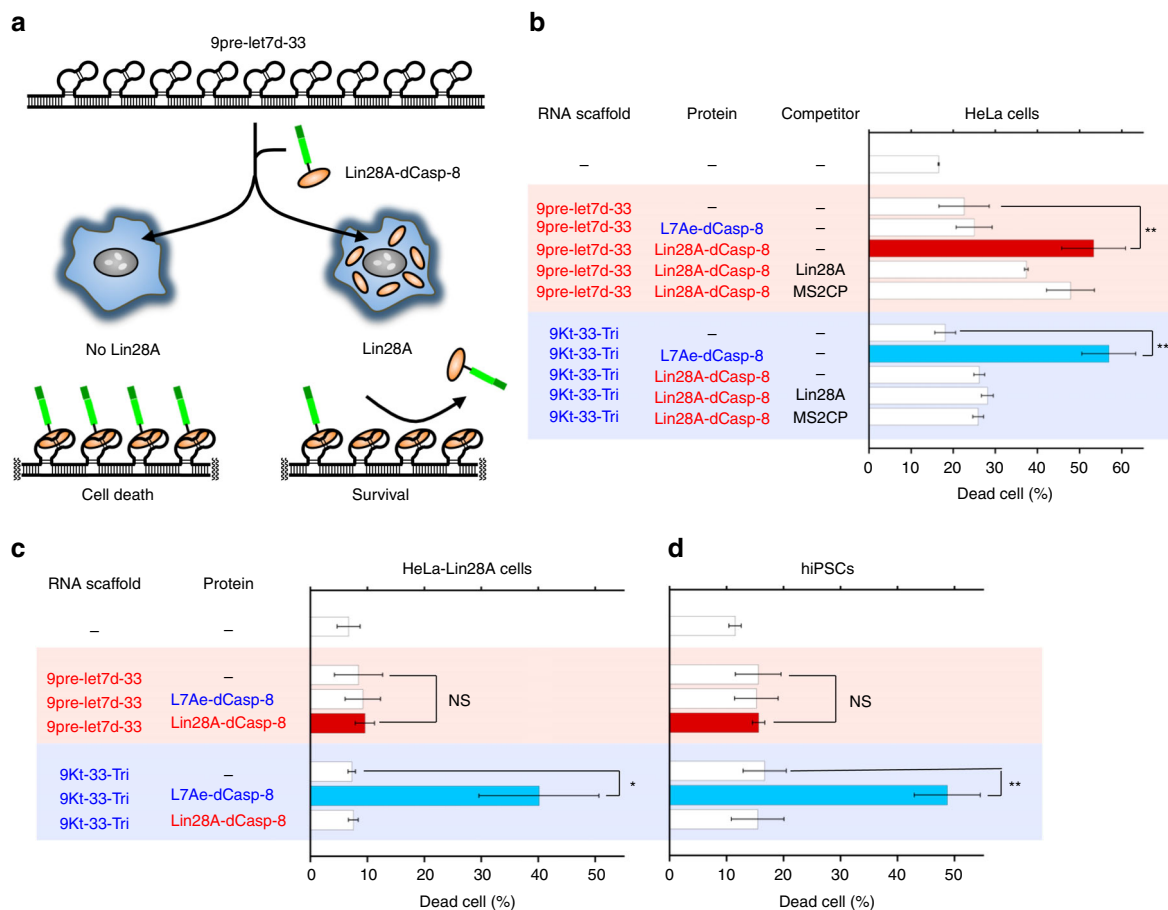 a
9pre-let7d-33
Lin28A-dCasp-8
No Lin28A
Lin28A
Cell death
Survival
b
RNA scaffold Protein Competitor HeLa cells
– – –
9pre-let7d-33 – –
9pre-let7d-33 L7Ae-dCasp-8 –
9pre-let7d-33 Lin28A-dCasp-8 –
9pre-let7d-33 Lin28A-dCasp-8 Lin28A
9pre-let7d-33 Lin28A-dCasp-8 MS2CP
**
9Kt-33-Tri – –
9Kt-33-Tri L7Ae-dCasp-8 –
9Kt-33-Tri Lin28A-dCasp-8 –
9Kt-33-Tri Lin28A-dCasp-8 Lin28A
9Kt-33-Tri Lin28A-dCasp-8 MS2CP
**
0 10 20 30 40 50 60
Dead cell (%)
c
RNA scaffold Protein HeLa-Lin28A cells
– –
9pre-let7d-33 –
9pre-let7d-33 L7Ae-dCasp-8
9pre-let7d-33 Lin28A-dCasp-8
NS
9Kt-33-Tri –
9Kt-33-Tri L7Ae-dCasp-8
9Kt-33-Tri Lin28A-dCasp-8
*
0 10 20 30 40 50
Dead cell (%)
d
hiPSCs
NS
**
0 10 20 30 40 50
Dead cell (%)